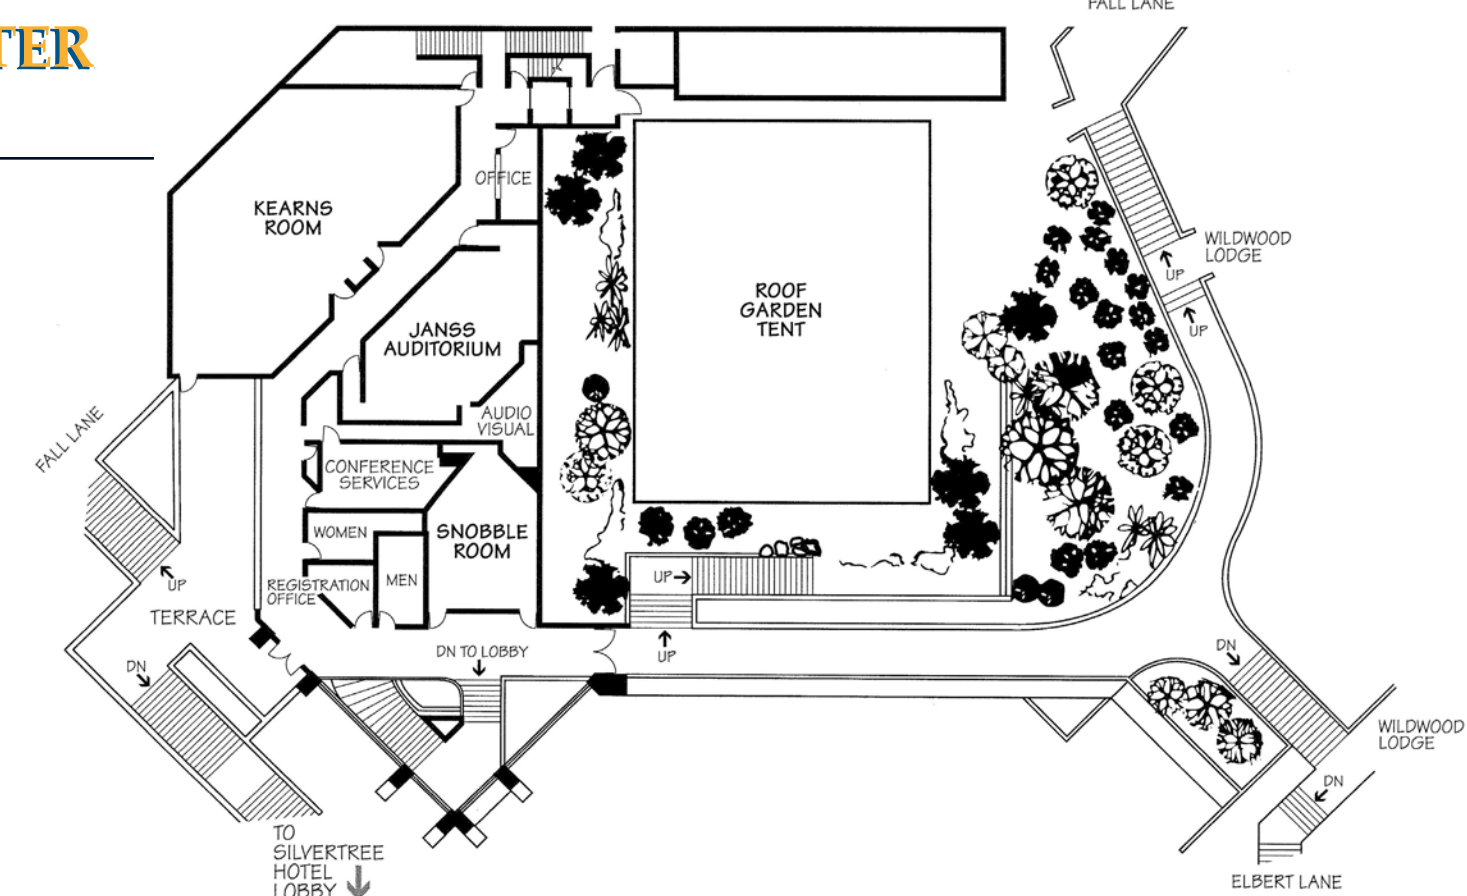 FALL LANE
TER
OFFICE
KEARNS
ROOM
WILDWOOD
LODGE
UP
UP
ROOF
GARDEN
TENT
JANSS
AUDITORIUM
AUDIO
VISUAL
FALL LANE
CONFERENCE
SERVICES
WOMEN
SNOBBLE
ROOM
UP
UP
MEN
REGISTRATION
OFFICE
TERRACE
DN TO LOBBY
UP
DN
DN
WILDWOOD
LODGE
DN
TO
SILVERTREE
HOTEL
LOBBY
ELBERT LANE